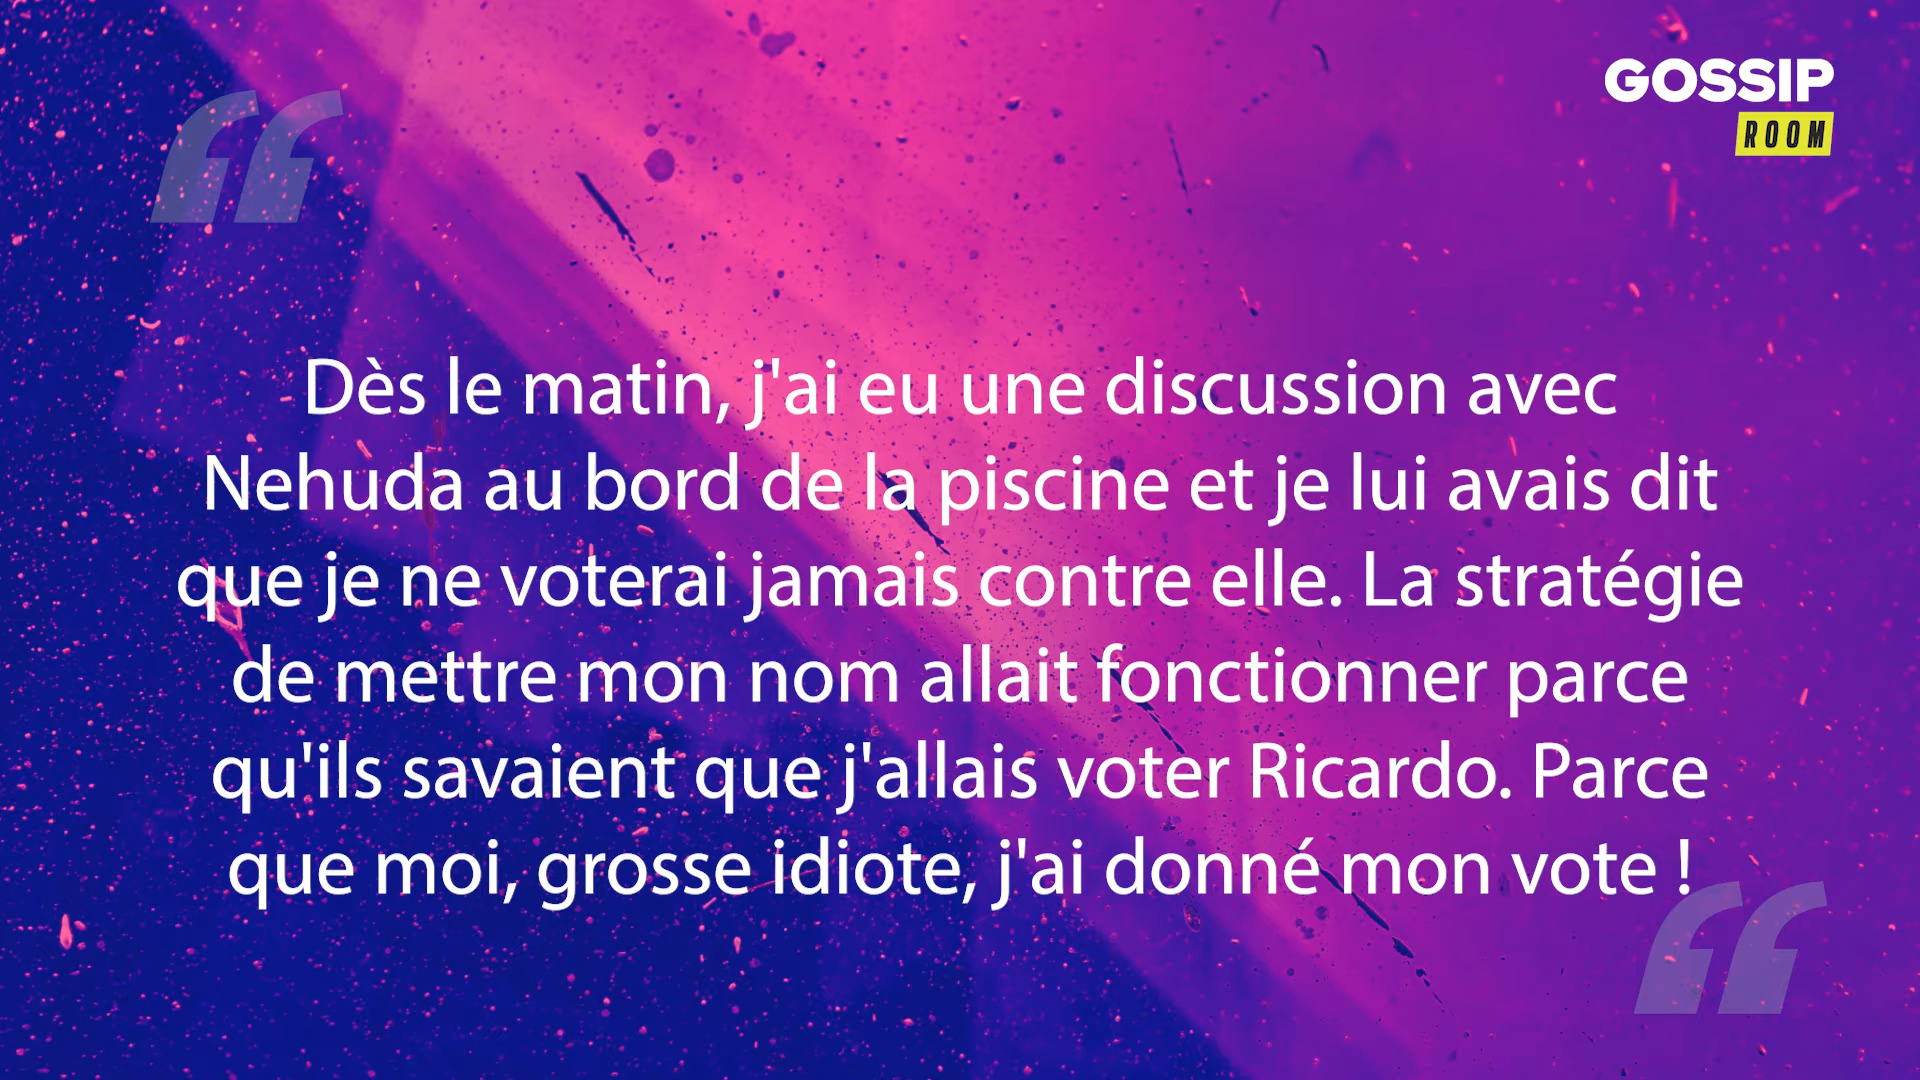 GOSSIP
ROOM
Dès le matin, j'ai eu une discussion avec
Nehuda au bord de la piscine et je lui avais dit
que je ne voterai jamais contre elle. La stratégie
de mettre mon nom allait fonctionner parce
qu'ils savaient que j'allais voter Ricardo. Parce
que moi, grosse idiote, j'ai donné mon vote !